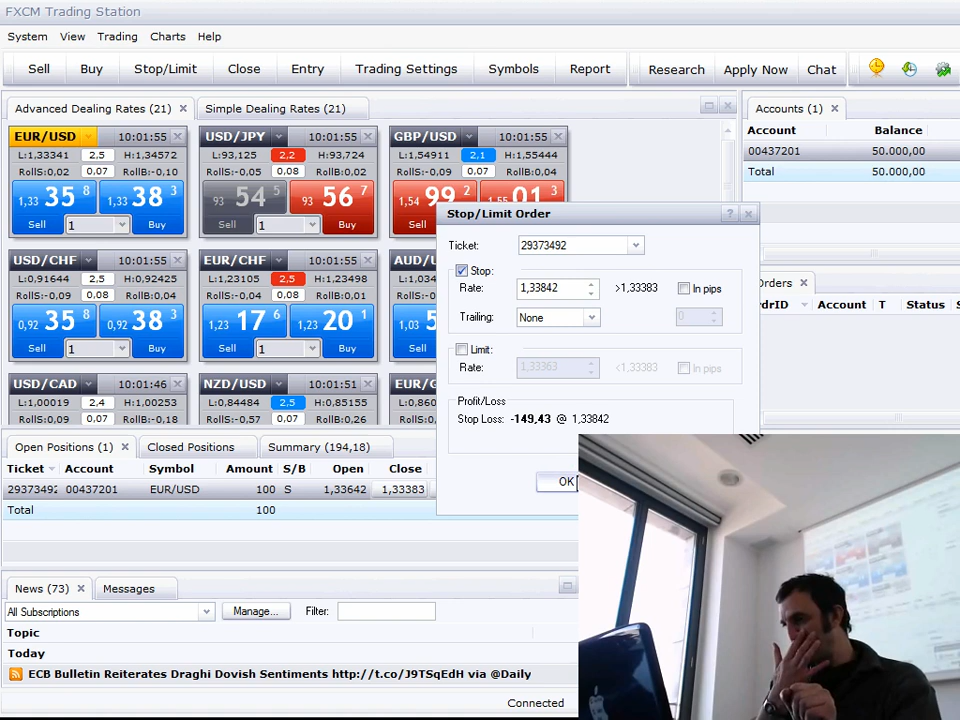 FXCM Trading Station
System View Trading Charts Help
Sell Buy Stop/Limit Close Entry Trading Settings Symbols Report Research Apply Now Chat
Advanced Dealing Rates (21) Simple Dealing Rates (21)
EUR/USD 10:01:55
L:1,33341 2,5 H:1,34572
RollS:0,02 0,07 RollB:-0,10
1,33 35 8 1,33 38 3
Sell 1 Buy
USD/JPY 10:01:55
L:93,125 2,2 H:93,724
RollS:-0,05 0,08 RollB:0,02
93 54 5 93 56 7
Sell 1 Buy
GBP/USD 10:01:55
L:1,54911 2,1 H:1,55444
RollS:-0,09 0,07 RollB:0,04
1,54 99 2 1,55 01 3
Sell
USD/CHF 10:01:55
L:0,91644 2,5 H:0,92425
RollS:-0,09 0,08 RollB:0,04
0,92 35 8 0,92 38 3
Sell 1 Buy
EUR/CHF 10:01:55
L:1,23105 2,5 H:1,23498
RollS:-0,04 0,08 RollB:0,01
1,23 17 6 1,23 20 1
Sell 1 Buy
AUD/U
L:1,034
RollS:0
1,03 5
Sell
USD/CAD 10:01:46
L:1,00019 2,4 H:1,00253
RollS:0,09 0,07 RollB:-0,18
NZD/USD 10:01:51
L:0,84484 2,5 H:0,85155
RollS:-0,57 0,07 RollB:0,26
EUR/G
L:0,860
Accounts (1)
Account Balance
00437201 50.000,00
Total 50.000,00
Orders
rdrID Account T Status S
Stop/Limit Order
Ticket: 29373492
Stop:
Rate: 1,33842 >1,33383 In pips
Trailing: None 0
Limit:
Rate: 1,33363 <1,33383 In pips
Profit/Loss
Stop Loss: -149,43 @ 1,33842
OK
Open Positions (1) Closed Positions Summary (194,18)
Ticket Account Symbol Amount S/B Open Close
29373492 00437201 EUR/USD 100 S 1,33642 1,33383
Total 100
News (73) Messages
All Subscriptions Manage... Filter:
Topic
Today
ECB Bulletin Reiterates Draghi Dovish Sentiments http://t.co/J9TSqEdH via @Daily
Connected